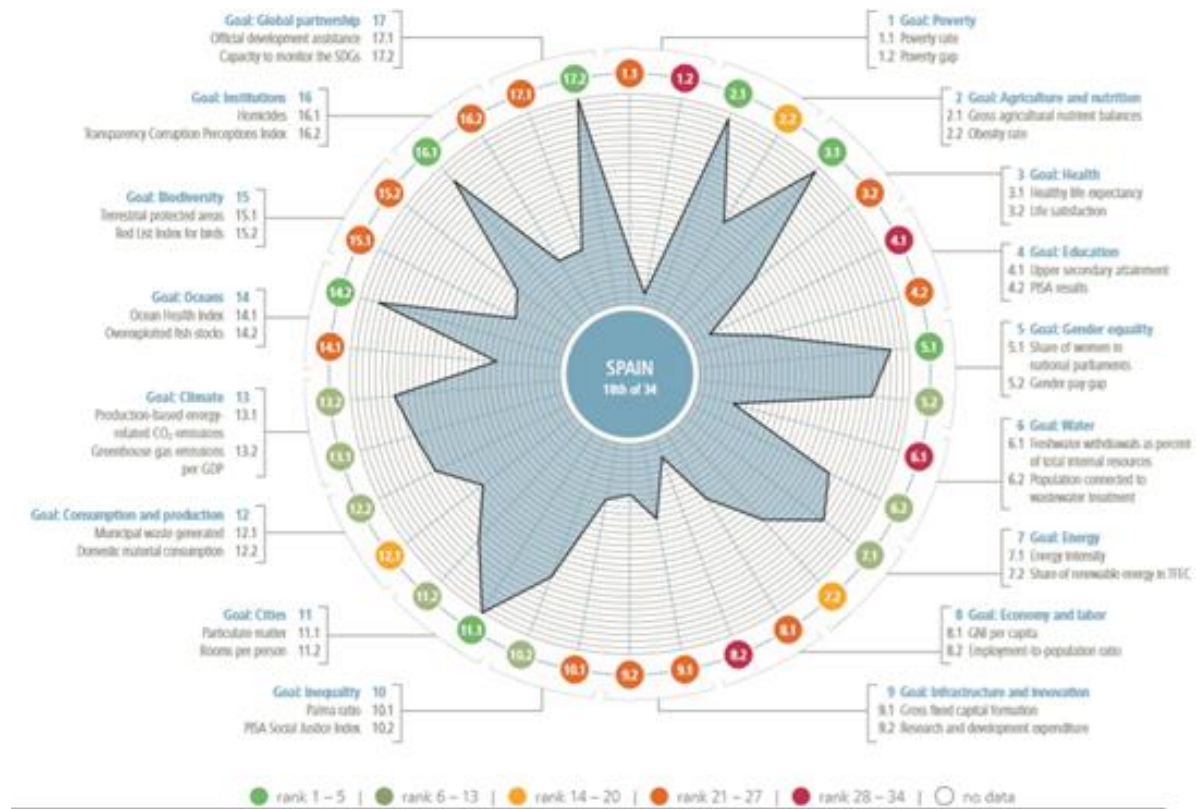 Goal: Global partnership 17
Official development assistance 17.1
Capacity to monitor the SDGs 17.2
1 Goal: Poverty
1.1 Poverty rate
1.2 Poverty gap
Goal: Institutions 16
Homicides 16.1
Transparency Corruption Perceptions Index 16.2
2 Goal: Agriculture and nutrition
2.1 Gross agricultural nutrient balances
2.2 Obesity rate
Goal: Biodiversity 15
Terrestrial protected areas 15.1
Red List Index for birds 15.2
3 Goal: Health
3.1 Healthy life expectancy
3.2 Life satisfaction
4 Goal: Education
4.1 Upper secondary attainment
4.2 PISA results
Goal: Oceans 14
Ocean Health Index 14.1
Overexploited fish stocks 14.2
5 Goal: Gender equality
5.1 Share of women in
national parliaments
5.2 Gender pay gap
Goal: Climate 13
Production-based energy- 13.1
related CO₂ emissions
Greenhouse gas emissions 13.2
per GDP
6 Goal: Water
6.1 Freshwater withdrawals as percent
of total internal resources
6.2 Population connected to
wastewater treatment
Goal: Consumption and production 12
Municipal waste generated 12.1
Domestic material consumption 12.2
7 Goal: Energy
7.1 Energy intensity
7.2 Share of renewable energy in TFEC
Goal: Cities 11
Particulate matter 11.1
Rooms per person 11.2
8 Goal: Economy and labor
8.1 GNI per capita
8.2 Employment-to-population ratio
Goal: Inequality 10
Palma ratio 10.1
PISA Social Justice Index 10.2
9 Goal: Infrastructure and innovation
9.1 Gross fixed capital formation
9.2 Research and development expenditure
1.1
1.2
2.1
2.2
3.1
3.2
4.1
4.2
5.1
5.2
6.1
6.2
7.1
7.2
8.1
8.2
9.1
9.2
10.1
10.2
11.1
11.2
12.1
12.2
13.1
13.2
14.1
14.2
15.1
15.2
16.1
16.2
17.1
17.2
SPAIN
18th of 34
rank 1 – 5 | rank 6 – 13 | rank 14 – 20 | rank 21 – 27 | rank 28 – 34 | no data